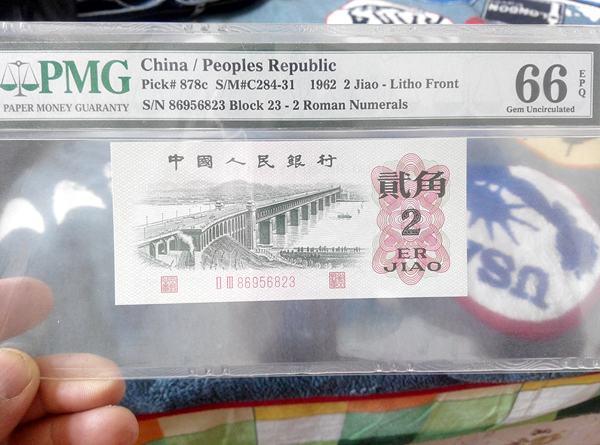 LONDON
PMG
PAPER MONEY GUARANTY
China / Peoples Republic
Pick# 878c S/M#C284-31 1962 2 Jiao - Litho Front
S/N 86956823 Block 23 - 2 Roman Numerals
66 EPQ
Gem Uncirculated
中國人民銀行
貳角
2
ER
JIAO
II III 86956823